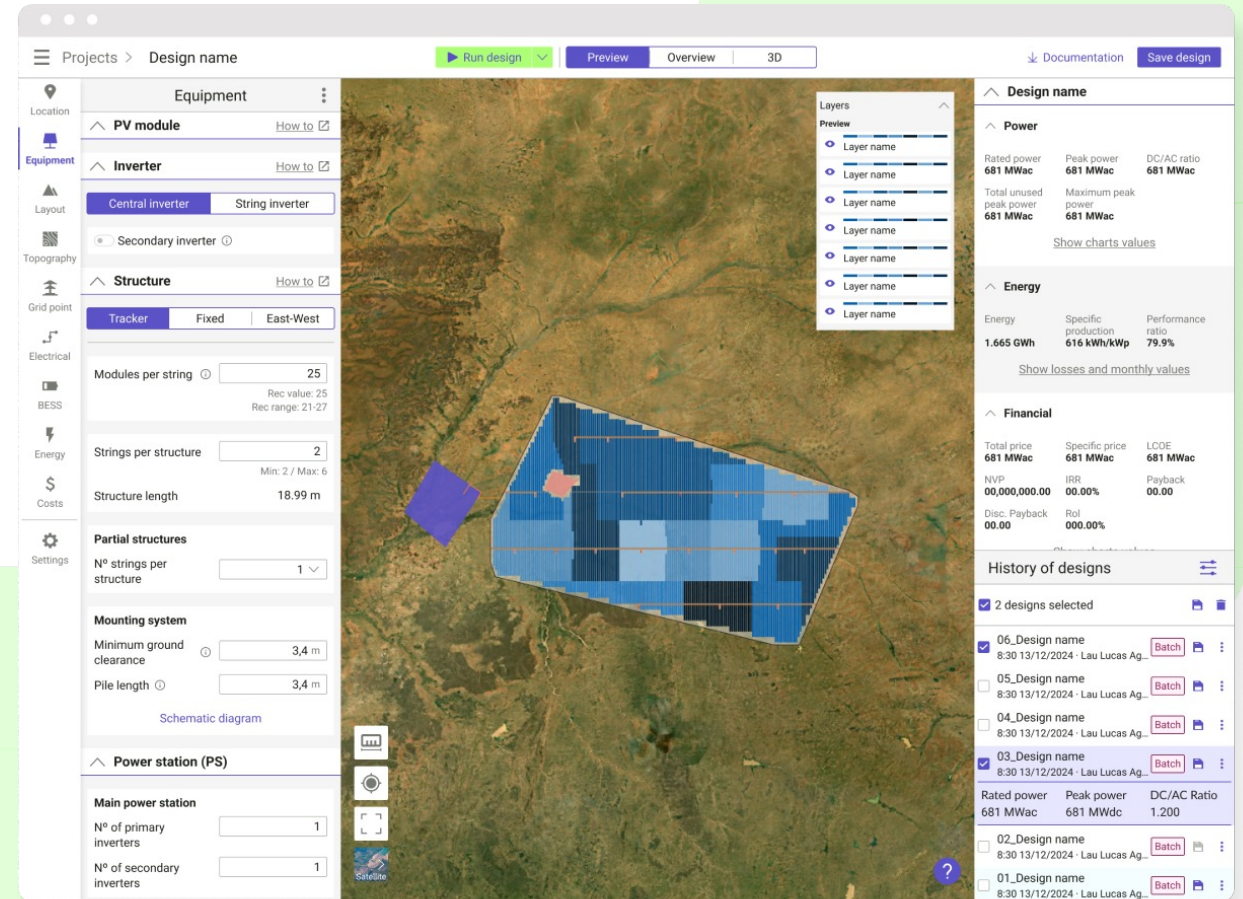 Projects > Design name
Run design
Preview
Overview
3D
Documentation
Save design
Location
Equipment
Layout
Topography
Grid point
Electrical
BESS
Energy
$
Costs
Settings
Equipment
PV module
How to
Inverter
How to
Central inverter
String inverter
Secondary inverter
Structure
How to
Tracker
Fixed
East-West
Modules per string
25
Rec value: 25
Rec range: 21-27
Strings per structure
2
Min: 2 / Max: 6
Structure length
18.99 m
Partial structures
Nº strings per
structure
1
Mounting system
Minimum ground
clearance
3,4 m
Pile length
3,4 m
Schematic diagram
Power station (PS)
Main power station
Nº of primary
inverters
1
Nº of secondary
inverters
1
Layers
Preview
Layer name
Layer name
Layer name
Layer name
Layer name
Layer name
Layer name
Satellite
?
Design name
Power
Rated power
681 MWac
Peak power
681 MWac
DC/AC ratio
681 MWac
Total unused
peak power
681 MWac
Maximum peak
power
681 MWac
Show charts values
Energy
Energy
1.665 GWh
Specific
production
616 kWh/kWp
Performance
ratio
79.9%
Show losses and monthly values
Financial
Total price
681 MWac
Specific price
681 MWac
LCOE
681 MWac
NVP
00,000,000.00
IRR
00.00%
Payback
00.00
Disc. Payback
00.00
RoI
000.00%
Show charts values
History of designs
2 designs selected
06_Design name
8:30 13/12/2024 · Lau Lucas Ag...
Batch
05_Design name
8:30 13/12/2024 · Lau Lucas Ag...
Batch
04_Design name
8:30 13/12/2024 · Lau Lucas Ag...
Batch
03_Design name
8:30 13/12/2024 · Lau Lucas Ag...
Batch
Rated power
681 MWac
Peak power
681 MWdc
DC/AC Ratio
1.200
02_Design name
8:30 13/12/2024 · Lau Lucas Ag...
Batch
01_Design name
8:30 13/12/2024 · Lau Lucas Ag...
Batch